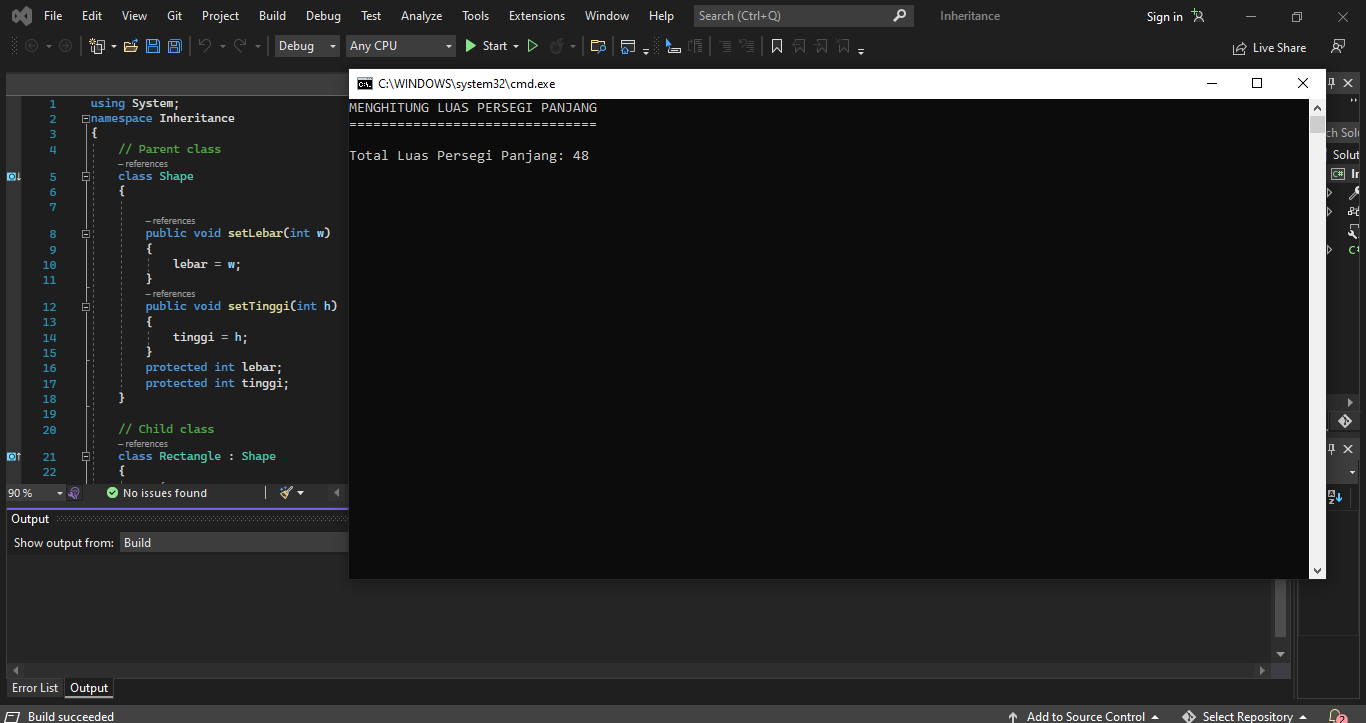 File Edit View Git Project Build Debug Test Analyze Tools Extensions Window Help Search (Ctrl+Q) Inheritance Sign in
Debug Any CPU Start Live Share
C:\WINDOWS\system32\cmd.exe
MENGHITUNG LUAS PERSEGI PANJANG
===============================
Total Luas Persegi Panjang: 48
1 using System;
2 namespace Inheritance
3 {
4 // Parent class
– references
5 class Shape
6 {
7
– references
8 public void setLebar(int w)
9 {
10 lebar = w;
11 }
– references
12 public void setTinggi(int h)
13 {
14 tinggi = h;
15 }
16 protected int lebar;
17 protected int tinggi;
18 }
19
20 // Child class
– references
21 class Rectangle : Shape
22 {
ch Solu
Solut
C# In
90 % No issues found
Output
Show output from: Build
Error List Output
Build succeeded Add to Source Control Select Repository 2